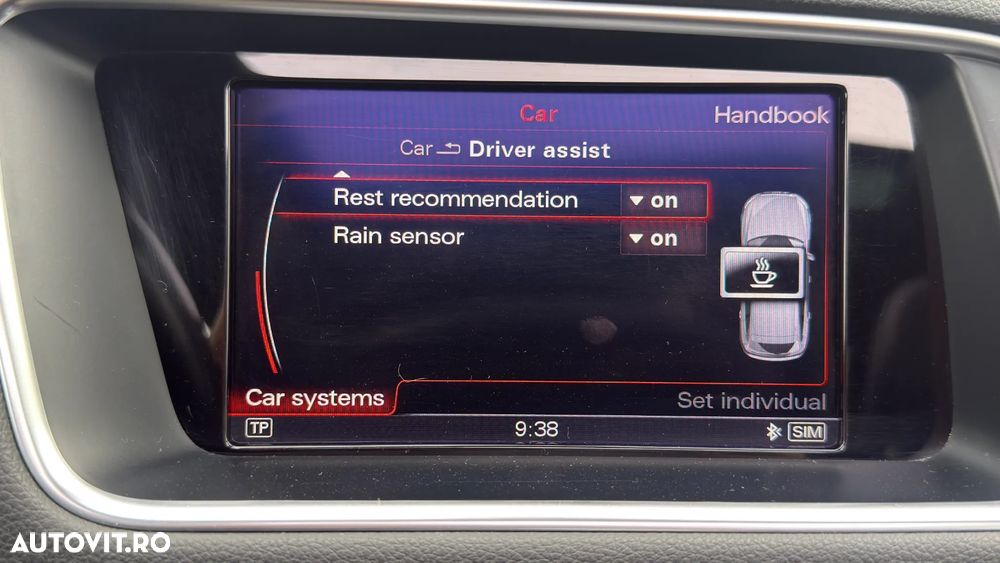 Car
Handbook
Car Driver assist
Rest recommendation on
Rain sensor on
Car systems
Set individual
TP
9:38
SIM
AUTOVIT.RO